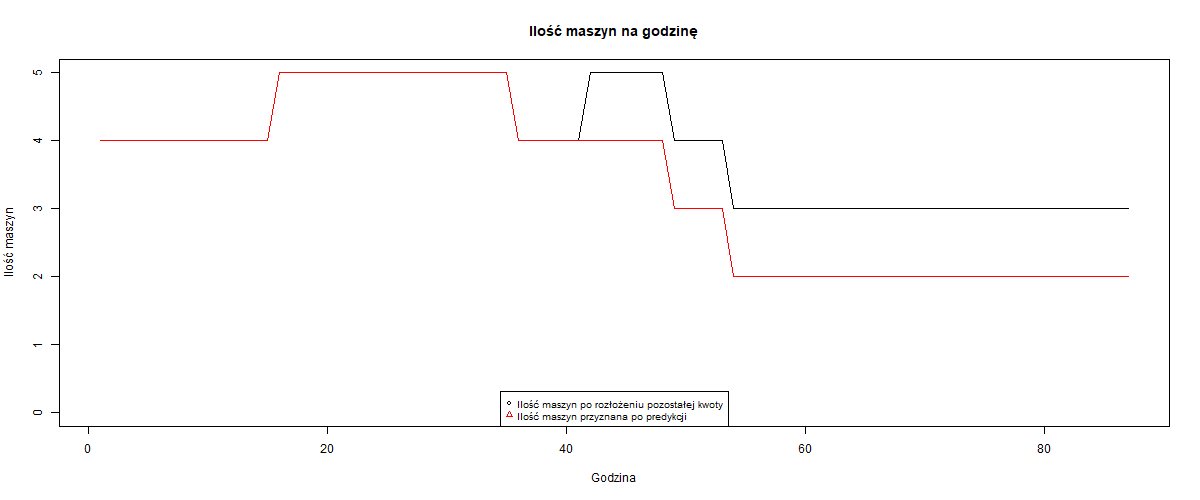 Ilość maszyn na godzinę
5
4
3
2
1
0
Ilość maszyn
Ilość maszyn po rozłożeniu pozostałej kwoty
Ilość maszyn przyznana po predykcji
0 20 40 60 80
Godzina